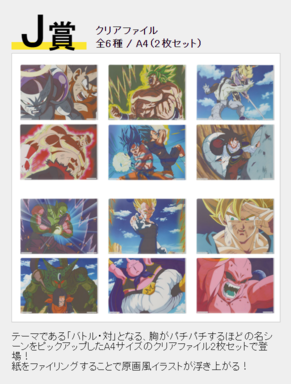 J賞
クリアファイル
全6種 / A4(2枚セット)
テーマである「バトル・対」となる、胸がバチバチするほどの名シ
ーンをピックアップしたA4サイズのクリアファイル2枚セットで登
場！
紙をファイリングすることで原画風イラストが浮き上がる！